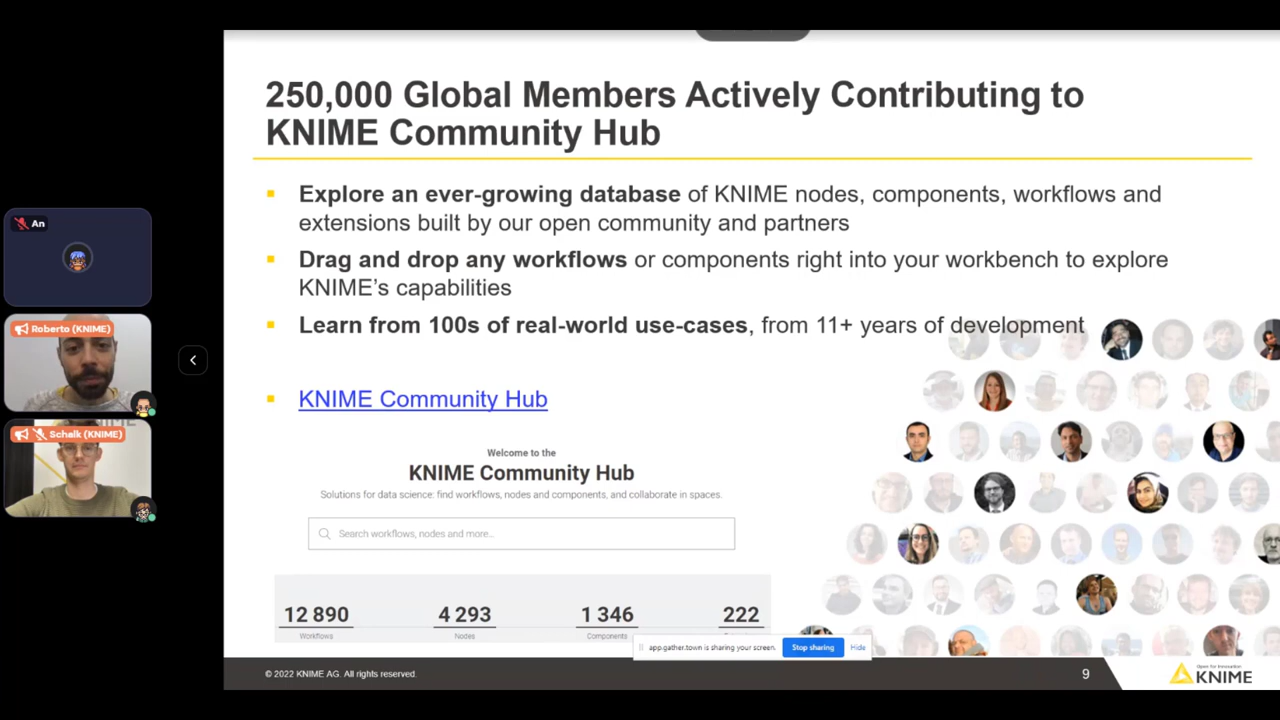 250,000 Global Members Actively Contributing to
KNIME Community Hub
Explore an ever-growing database of KNIME nodes, components, workflows and
extensions built by our open community and partners
Drag and drop any workflows or components right into your workbench to explore
KNIME's capabilities
Learn from 100s of real-world use-cases, from 11+ years of development
KNIME Community Hub
Welcome to the
KNIME Community Hub
Solutions for data science: find workflows, nodes and components, and collaborate in spaces.
Search workflows, nodes and more...
12 890 4 293 1 346 222
Workflows Nodes Components
app.gather.town is sharing your screen. Stop sharing Hide
© 2022 KNIME AG. All rights reserved. 9
Open for Innovation
KNIME
An
Roberto (KNIME)
Schalk (KNIME)